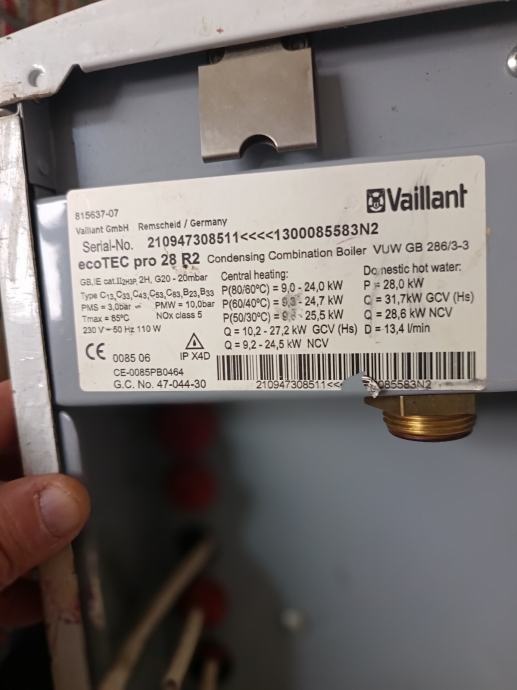 815637-07
Vaillant GmbH Remscheid / Germany
Vaillant
Serial-No. 210947308511<<<<1300085583N2
ecoTEC pro 28 R2 Condensing Combination Boiler VUW GB 286/3-3
GB, IE cat.II2H3P, 2H, G20 - 20mbar
Type C13,C33,C43,C53,C83,B23,B33
PMS = 3,0bar PMW = 10,0bar
Tmax = 85°C NOx class 5
230 V~50 Hz 110 W
CE 0085 06 IP X4D
CE-0085PB0464
G.C. No. 47-044-30
Central heating:
P(80/60°C) = 9,0 - 24,0 kW
P(60/40°C) = 9,3 - 24,7 kW
P(50/30°C) = - 25,5 kW
Q = 10,2 - 27,2 kW GCV (Hs)
Q = 9,2 - 24,5 kW NCV
Domestic hot water:
P = 28,0 kW
Q = 31,7kW GCV (Hs)
Q = 28,6 kW NCV
D = 13,4 l/min
210947308511<< 085583N2